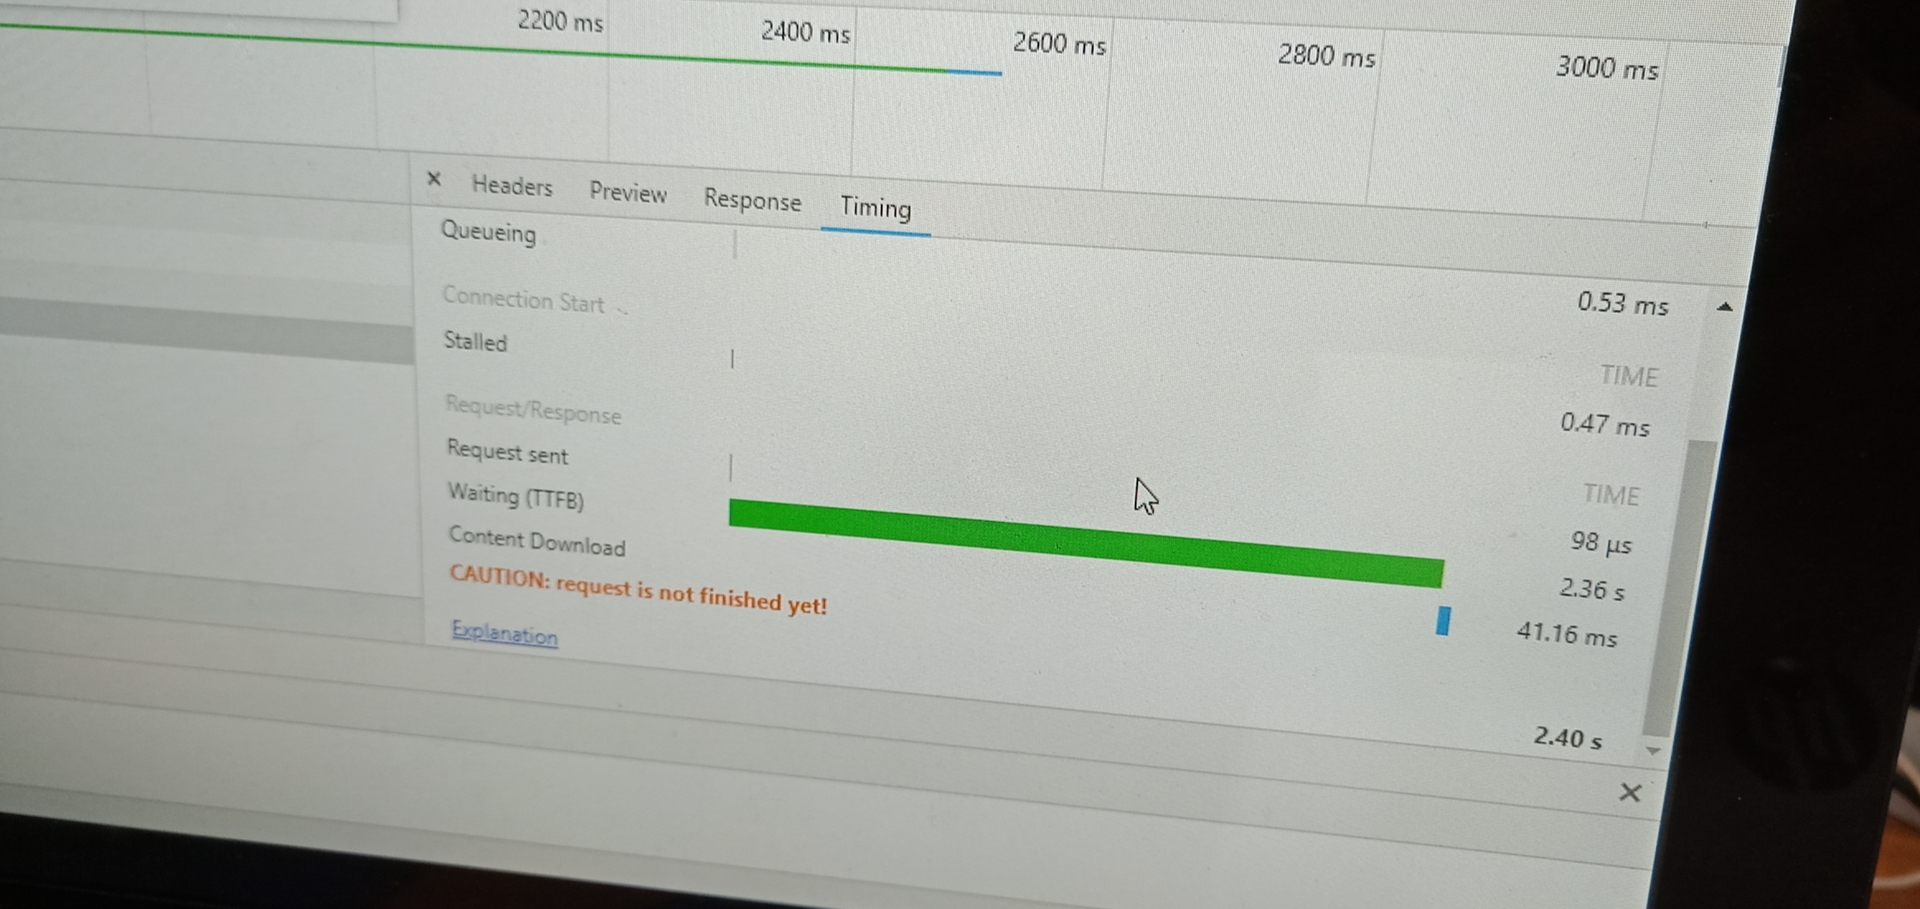 2200 ms 2400 ms 2600 ms 2800 ms 3000 ms
× Headers Preview Response Timing
Queueing 0.53 ms
Connection Start TIME
Stalled 0.47 ms
Request/Response TIME
Request sent 98 µs
Waiting (TTFB) 2.36 s
Content Download 41.16 ms
CAUTION: request is not finished yet!
Explanation 2.40 s